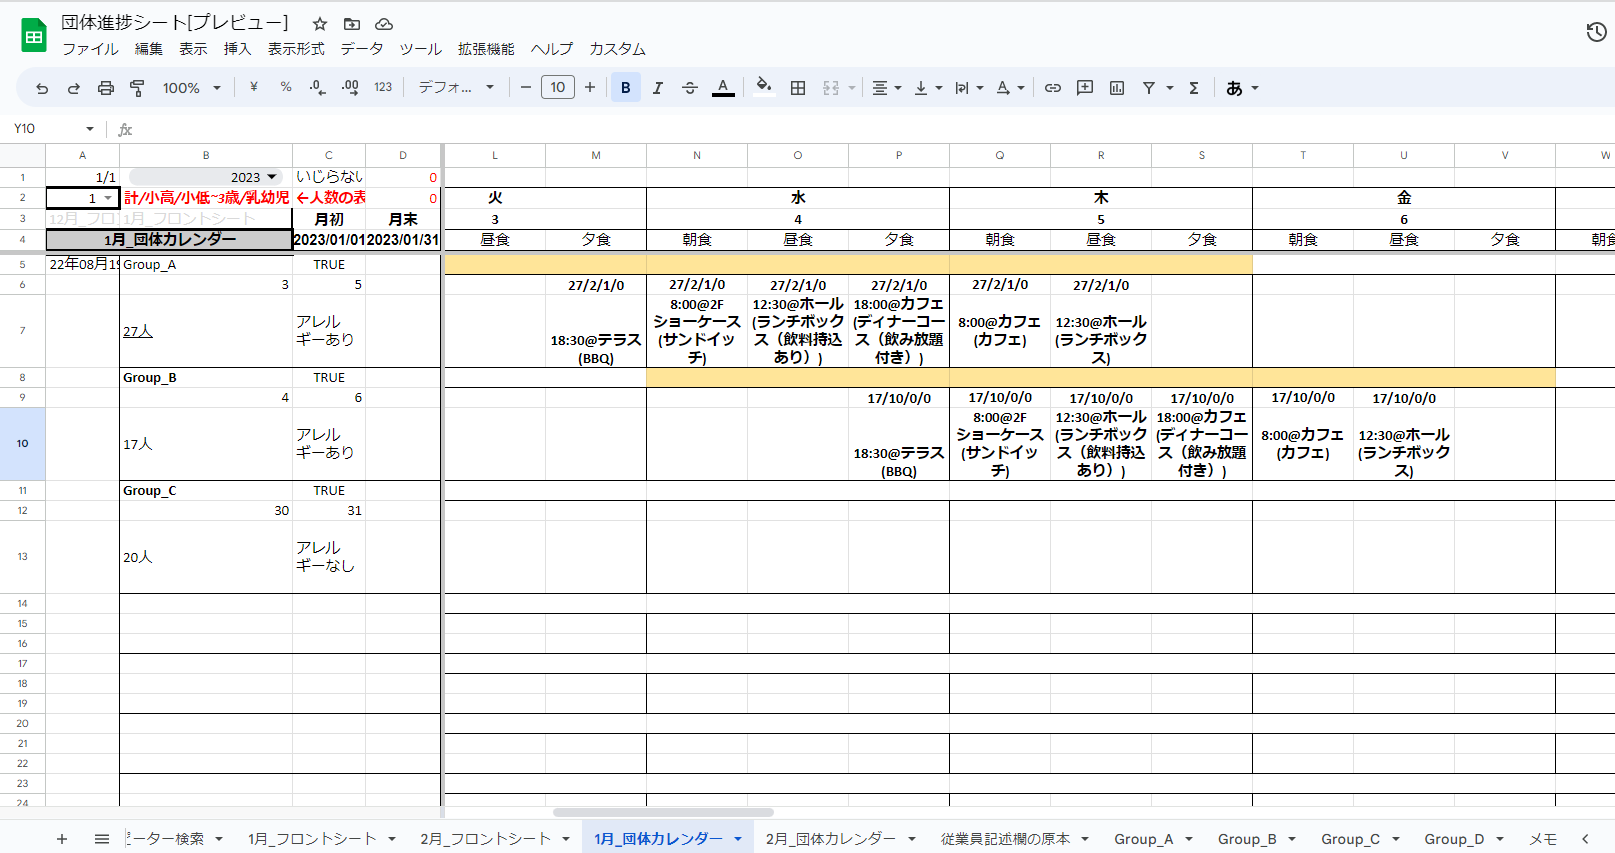 団体進捗シート[プレビュー]
ファイル 編集 表示 挿入 表示形式 データ ツール 拡張機能 ヘルプ カスタム
100% ¥ % .0 .00 123 デフォ... − 10 + B I S A あ
Y10 fx
A B C D L M N O P Q R S T U V W
1 1/1 2023 いじらない 0
2 1 計/小高/小低~3歳/乳幼児 ←人数の表 0 火 水 木 金
3 12月_フロ 1月_フロントシート 月初 月末 3 4 5 6
4 1月_団体カレンダー 2023/01/01 2023/01/31 昼食 夕食 朝食 昼食 夕食 朝食 昼食 夕食 朝食 昼食 夕食 朝食
5 22年08月19 Group_A TRUE
6 3 5 27/2/1/0 27/2/1/0 27/2/1/0 27/2/1/0 27/2/1/0 27/2/1/0
7 27人 アレルギーあり 18:30@テラス(BBQ) 8:00@2Fショーケース(サンドイッチ) 12:30@ホール(ランチボックス（飲料持込あり）) 18:00@カフェ(ディナーコース（飲み放題付き）) 8:00@カフェ(カフェ) 12:30@ホール(ランチボックス)
8 Group_B TRUE
9 4 6 17/10/0/0 17/10/0/0 17/10/0/0 17/10/0/0 17/10/0/0 17/10/0/0
10 17人 アレルギーあり 18:30@テラス(BBQ) 8:00@2Fショーケース(サンドイッチ) 12:30@ホール(ランチボックス（飲料持込あり）) 18:00@カフェ(ディナーコース（飲み放題付き）) 8:00@カフェ(カフェ) 12:30@ホール(ランチボックス)
11 Group_C TRUE
12 30 31
13 20人 アレルギーなし
14
15
16
17
18
19
20
21
22
23
24
ーター検索 1月_フロントシート 2月_フロントシート 1月_団体カレンダー 2月_団体カレンダー 従業員記述欄の原本 Group_A Group_B Group_C Group_D メモ